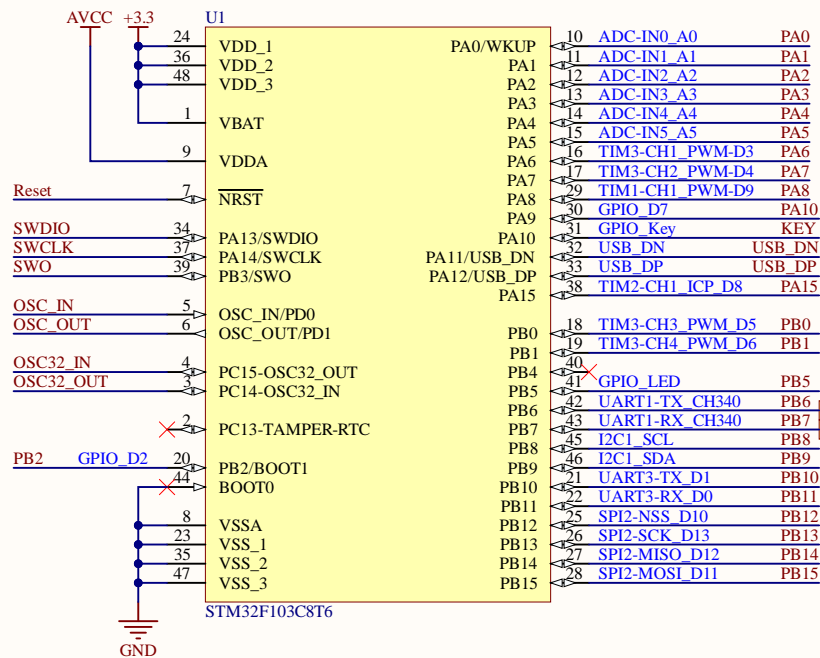 AVCC +3.3 U1
24 VDD_1 PA0/WKUP 10 ADC-IN0_A0 PA0
36 VDD_2 PA1 11 ADC-IN1_A1 PA1
48 VDD_3 PA2 12 ADC-IN2_A2 PA2
PA3 13 ADC-IN3_A3 PA3
1 VBAT PA4 14 ADC-IN4_A4 PA4
PA5 15 ADC-IN5_A5 PA5
9 VDDA PA6 16 TIM3-CH1_PWM-D3 PA6
PA7 17 TIM3-CH2_PWM-D4 PA7
Reset 7 NRST PA8 29 TIM1-CH1_PWM-D9 PA8
PA9 30 GPIO_D7 PA10
SWDIO 34 PA13/SWDIO PA10 31 GPIO_Key KEY
SWCLK 37 PA14/SWCLK PA11/USB_DN 32 USB_DN USB_DN
SWO 39 PB3/SWO PA12/USB_DP 33 USB_DP USB_DP
PA15 38 TIM2-CH1_ICP_D8 PA15
OSC_IN 5 OSC_IN/PD0
OSC_OUT 6 OSC_OUT/PD1 PB0 18 TIM3-CH3_PWM_D5 PB0
PB1 19 TIM3-CH4_PWM_D6 PB1
OSC32_IN 4 PC15-OSC32_OUT PB4 40
OSC32_OUT 3 PC14-OSC32_IN PB5 41 GPIO_LED PB5
PB6 42 UART1-TX_CH340 PB6
2 PC13-TAMPER-RTC PB7 43 UART1-RX_CH340 PB7
PB8 45 I2C1_SCL PB8
PB2 GPIO_D2 20 PB2/BOOT1 PB9 46 I2C1_SDA PB9
44 BOOT0 PB10 21 UART3-TX_D1 PB10
PB11 22 UART3-RX_D0 PB11
8 VSSA PB12 25 SPI2-NSS_D10 PB12
23 VSS_1 PB13 26 SPI2-SCK_D13 PB13
35 VSS_2 PB14 27 SPI2-MISO_D12 PB14
47 VSS_3 PB15 28 SPI2-MOSI_D11 PB15
STM32F103C8T6
GND